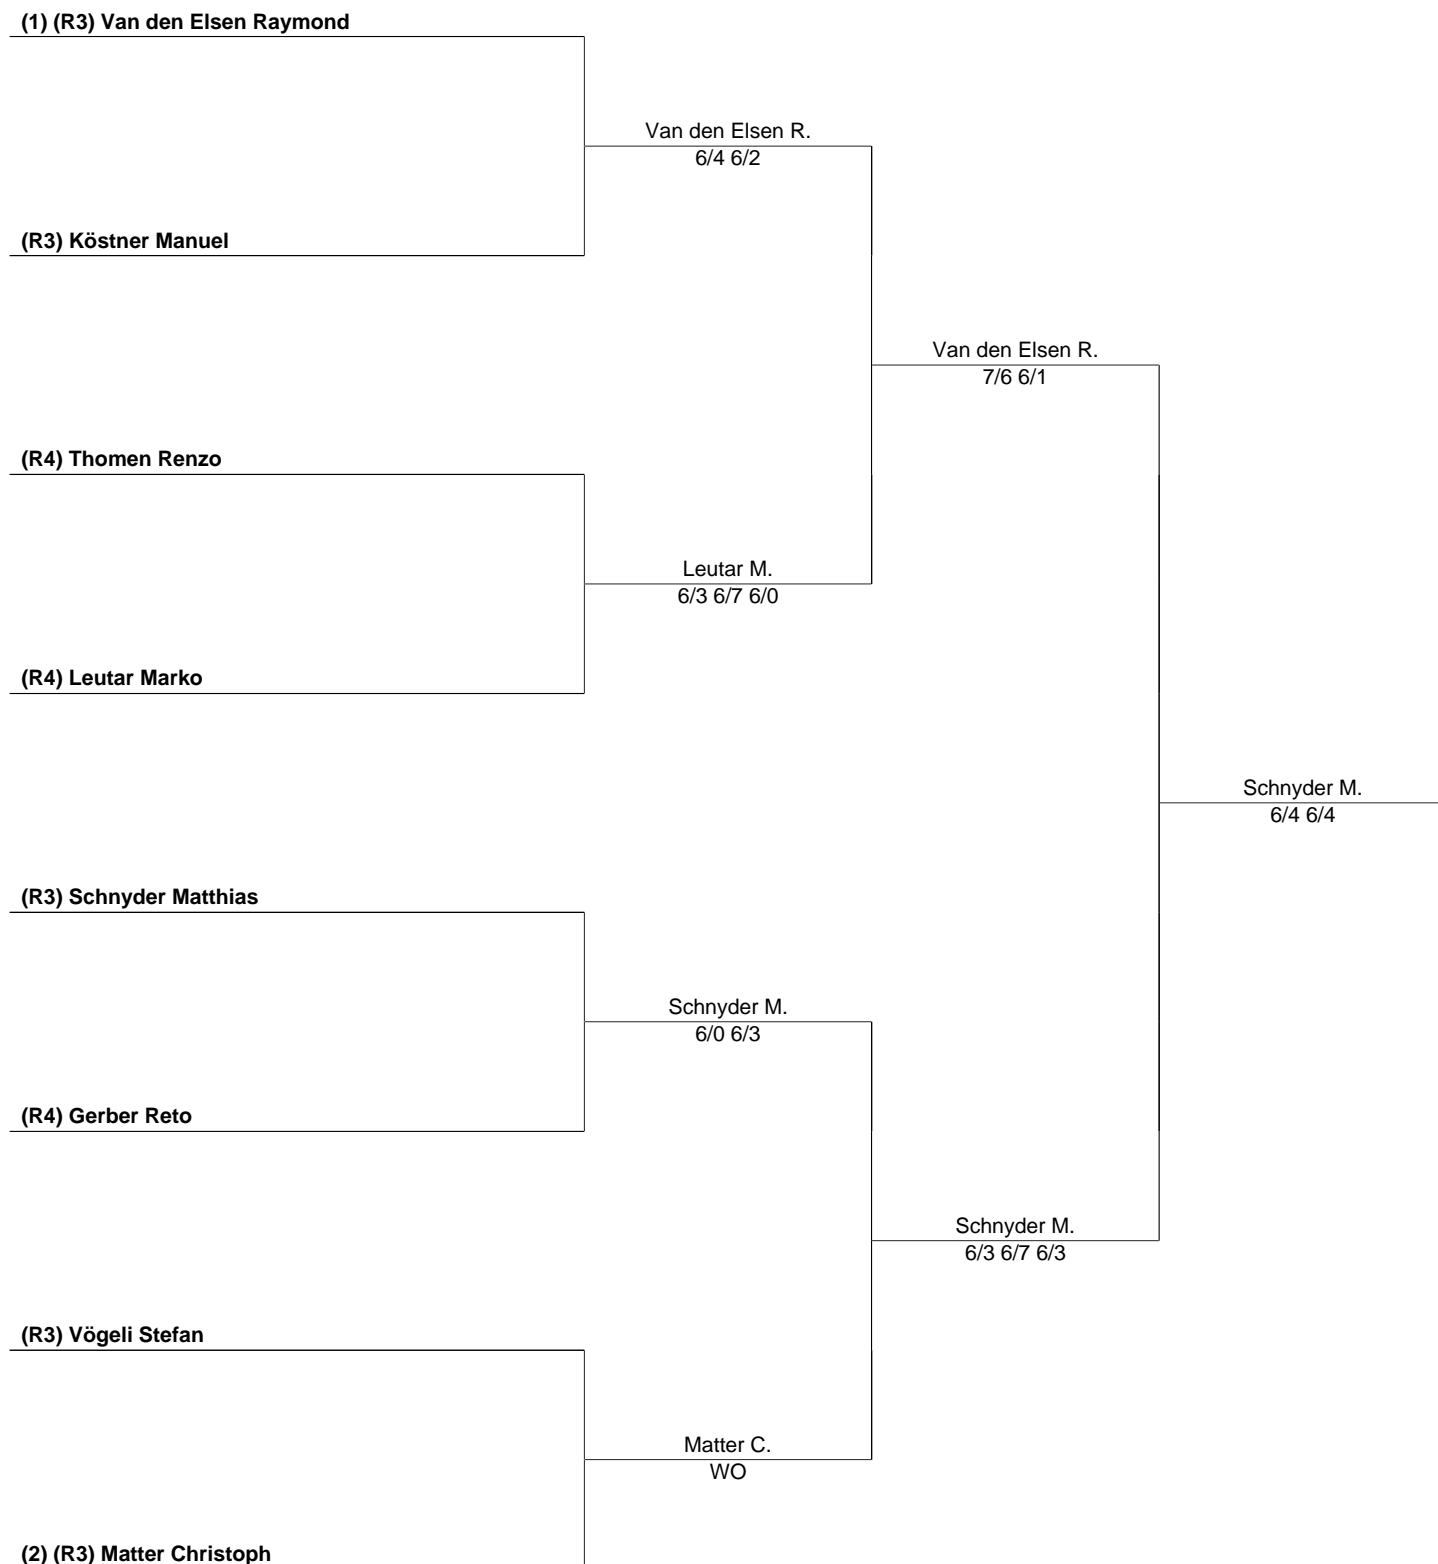 (1) (R3) Van den Elsen Raymond
Van den Elsen R.
6/4 6/2
(R3) Köstner Manuel
Van den Elsen R.
7/6 6/1
(R4) Thomen Renzo
Leutar M.
6/3 6/7 6/0
(R4) Leutar Marko
Schnyder M.
6/4 6/4
(R3) Schnyder Matthias
Schnyder M.
6/0 6/3
(R4) Gerber Reto
Schnyder M.
6/3 6/7 6/3
(R3) Vögeli Stefan
Matter C.
WO
(2) (R3) Matter Christoph